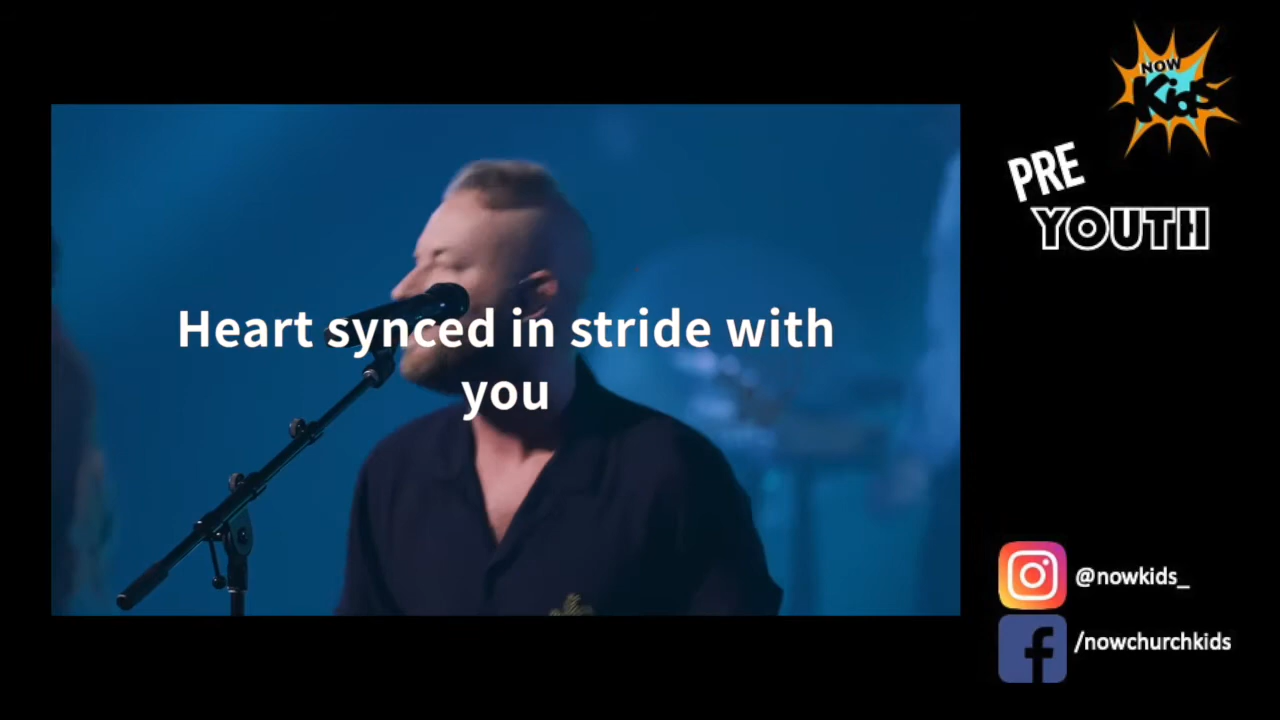 NOW
Kids
PRE
YOUTH
Heart synced in stride with
you
@nowkids_
/nowchurchkids